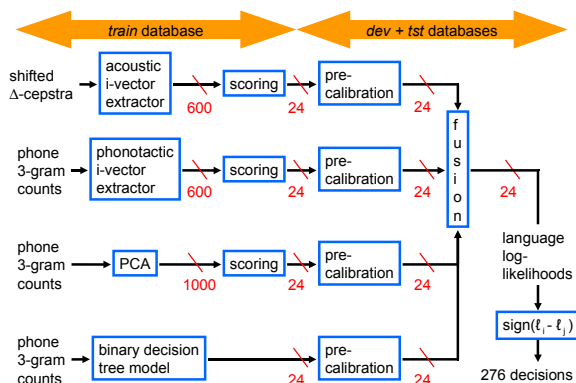 train database
dev + tst databases
shifted
Δ-cepstra
acoustic
i-vector
extractor
600
scoring
24
pre-
calibration
24
phone
3-gram
counts
phonotactic
i-vector
extractor
600
scoring
24
pre-
calibration
24
fusion
24
phone
3-gram
counts
PCA
1000
scoring
24
pre-
calibration
24
language
log-
likelihoods
phone
3-gram
counts
binary decision
tree model
24
pre-
calibration
24
sign(ℓi - ℓj)
276 decisions